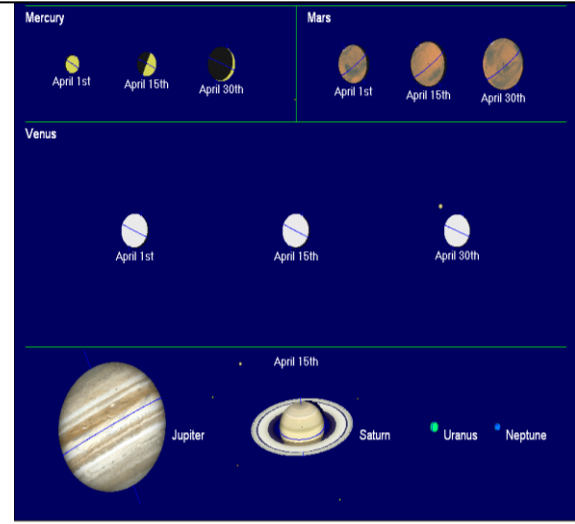 Mercury
Mars
April 1st
April 15th
April 30th
April 1st
April 15th
April 30th
Venus
April 1st
April 15th
April 30th
April 15th
Jupiter
Saturn
Uranus
Neptune